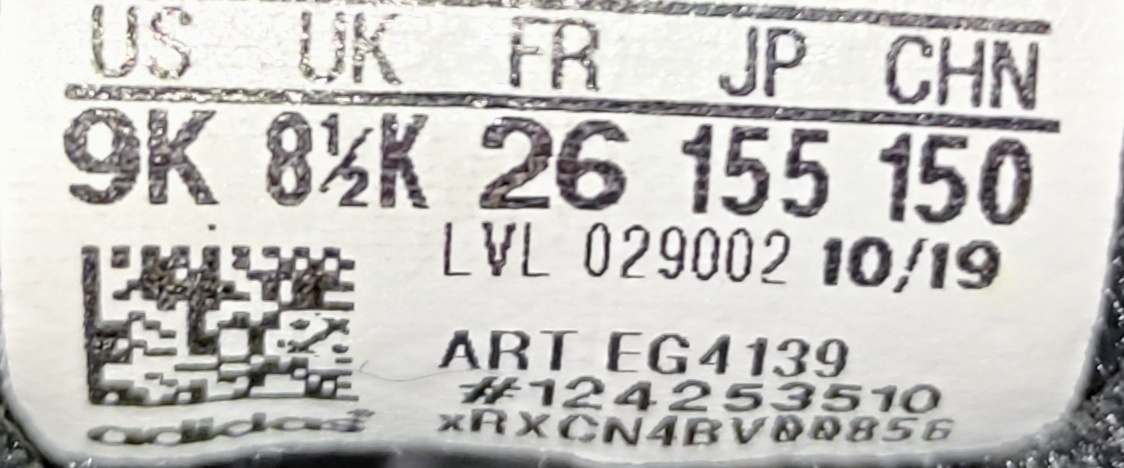 US UK FR JP CHN
9K 8½K 26 155 150
LVL 029002 10/19
ART EG4139
#124253510
xRXCN4BV00856
adidas